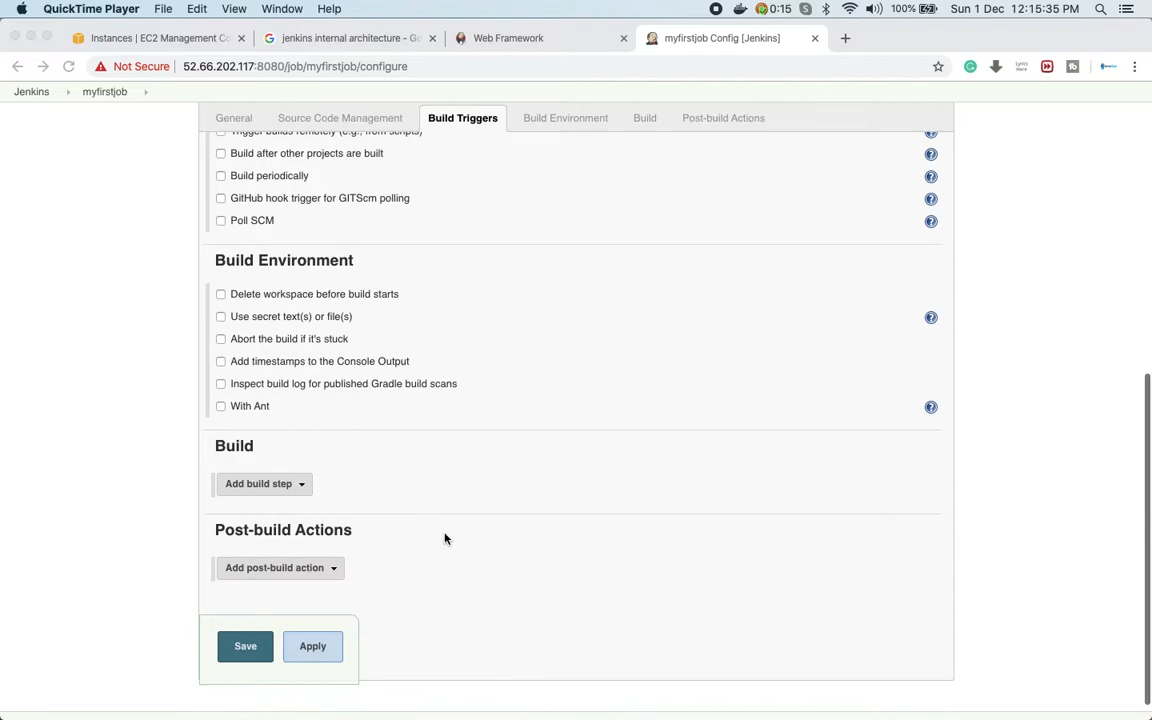 QuickTime Player File Edit View Window Help 0:15 100% Sun 1 Dec 12:15:35 PM
Instances | EC2 Management Co jenkins internal architecture - Go Web Framework myfirstjob Config [Jenkins]
Not Secure 52.66.202.117:8080/job/myfirstjob/configure
Jenkins myfirstjob
General Source Code Management Build Triggers Build Environment Build Post-build Actions
Trigger builds remotely (e.g., from scripts)
Build after other projects are built
Build periodically
GitHub hook trigger for GITScm polling
Poll SCM
Build Environment
Delete workspace before build starts
Use secret text(s) or file(s)
Abort the build if it's stuck
Add timestamps to the Console Output
Inspect build log for published Gradle build scans
With Ant
Build
Add build step
Post-build Actions
Add post-build action
Save Apply